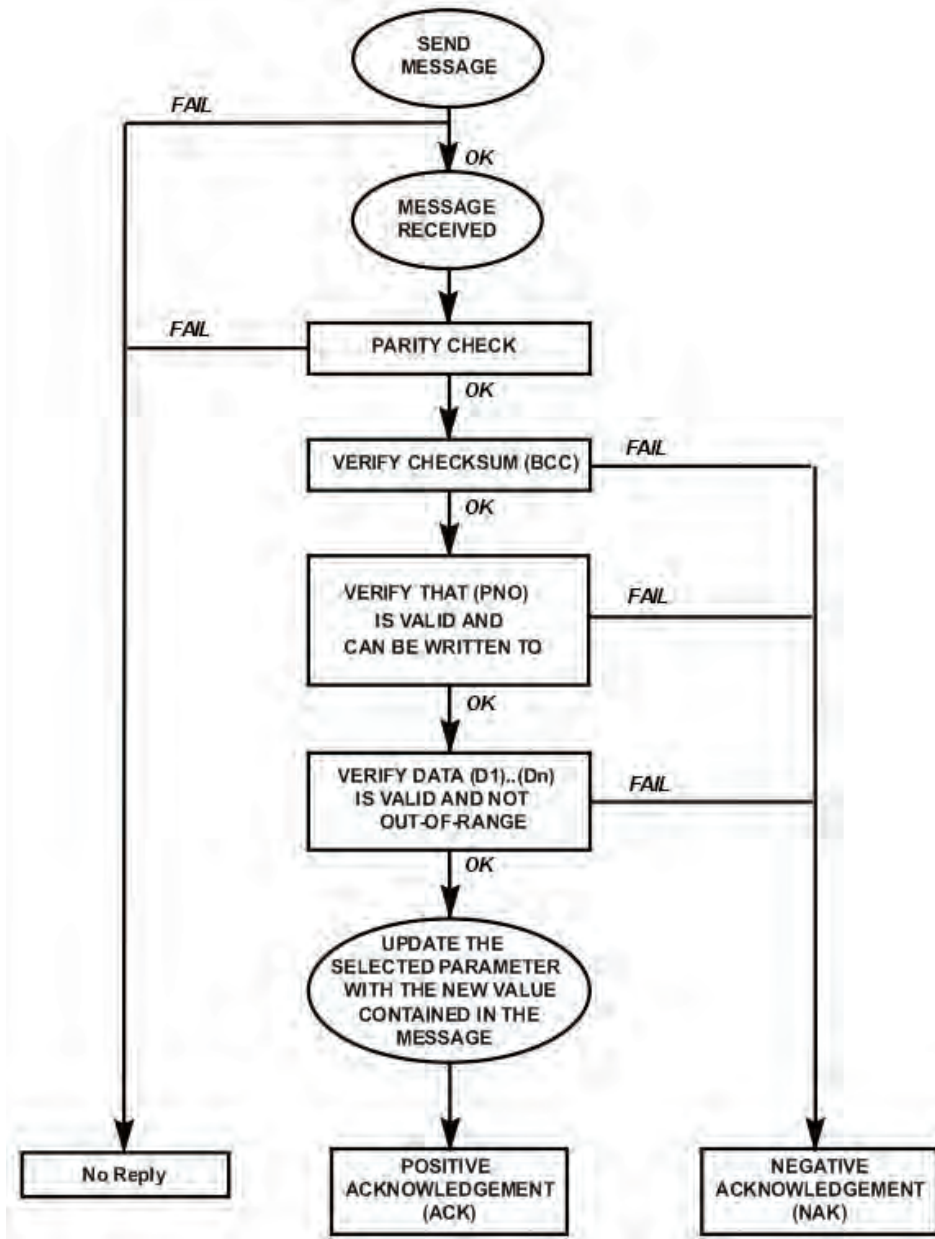 SEND
MESSAGE
FAIL
OK
MESSAGE
RECEIVED
FAIL
PARITY CHECK
OK
VERIFY CHECKSUM (BCC)
FAIL
OK
VERIFY THAT (PNO)
IS VALID AND
CAN BE WRITTEN TO
FAIL
OK
VERIFY DATA (D1)..(Dn)
IS VALID AND NOT
OUT-OF-RANGE
FAIL
OK
UPDATE THE
SELECTED PARAMETER
WITH THE NEW VALUE
CONTAINED IN THE
MESSAGE
No Reply
POSITIVE
ACKNOWLEDGEMENT
(ACK)
NEGATIVE
ACKNOWLEDGEMENT
(NAK)